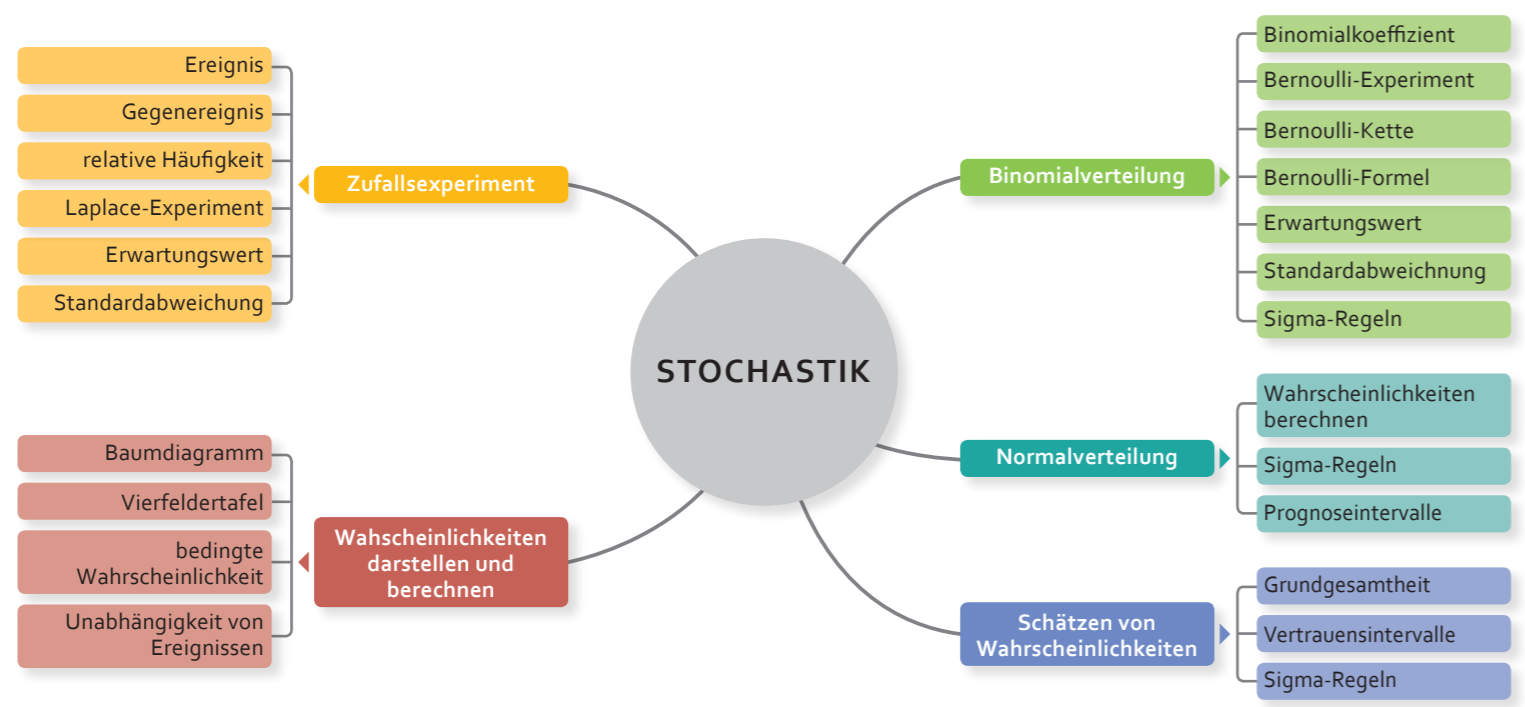 Ereignis
Gegenereignis
relative Häufigkeit
Laplace-Experiment
Erwartungswert
Standardabweichung
Zufallsexperiment
Baumdiagramm
Vierfeldertafel
bedingte
Wahrscheinlichkeit
Unabhängigkeit von
Ereignissen
Wahscheinlichkeiten
darstellen und
berechnen
STOCHASTIK
Binomialverteilung
Binomialkoeffizient
Bernoulli-Experiment
Bernoulli-Kette
Bernoulli-Formel
Erwartungswert
Standardabweichnung
Sigma-Regeln
Normalverteilung
Wahrscheinlichkeiten
berechnen
Sigma-Regeln
Prognoseintervalle
Schätzen von
Wahrscheinlichkeiten
Grundgesamtheit
Vertrauensintervalle
Sigma-Regeln